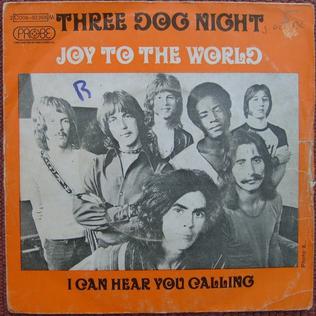 THREE DOG NIGHT
PROBE
JOY TO THE WORLD
R
I CAN HEAR YOU CALLING